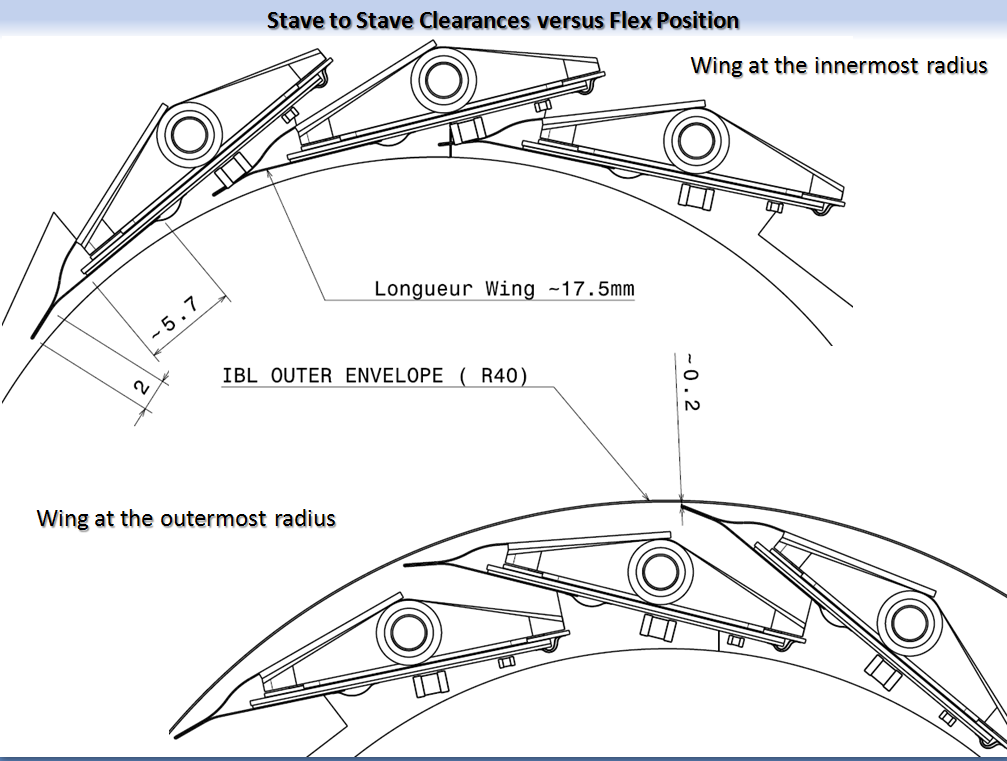 Stave to Stave Clearances versus Flex Position
Wing at the innermost radius
Longueur Wing ~17.5mm
~5.7
2
IBL OUTER ENVELOPE ( R40)
~0.2
Wing at the outermost radius